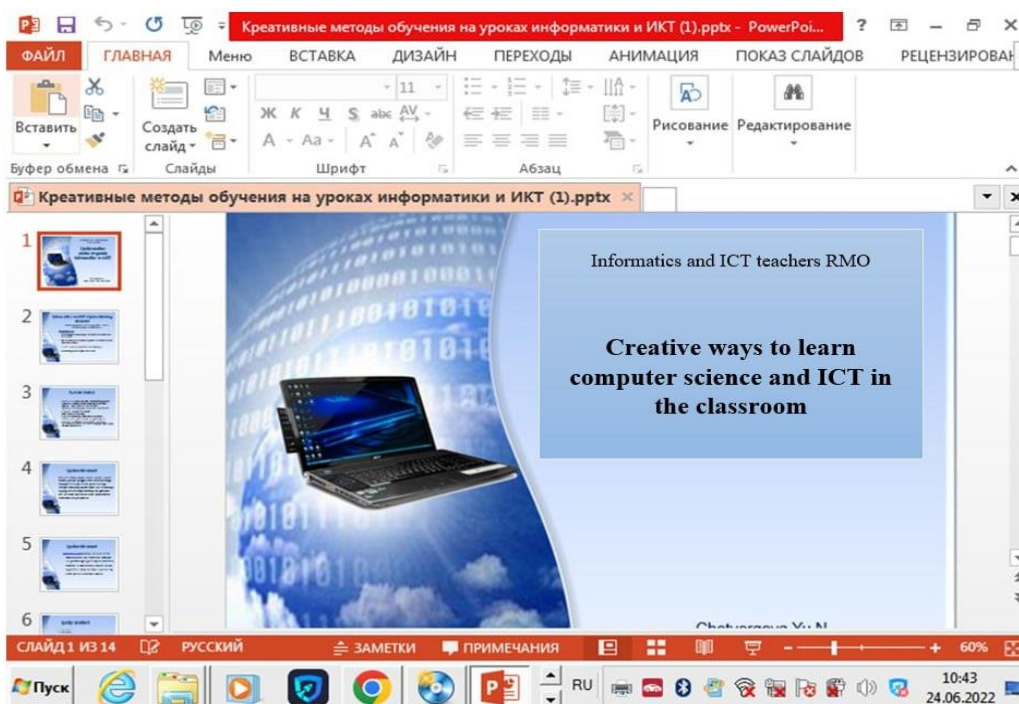 Креативные методы обучения на уроках информатики и ИКТ (1).pptx - PowerPoi...
ФАЙЛ ГЛАВНАЯ Меню ВСТАВКА ДИЗАЙН ПЕРЕХОДЫ АНИМАЦИЯ ПОКАЗ СЛАЙДОВ РЕЦЕНЗИРОВАН
11
Ж К Ч S abc AV
Вставить Создать слайд Рисование Редактирование
A Aa A A
Буфер обмена Слайды Шрифт Абзац
Креативные методы обучения на уроках информатики и ИКТ (1).pptx
1
2
3
4
5
6
Informatics and ICT teachers RMO
Creative ways to learn
computer science and ICT in
the classroom
СЛАЙД 1 ИЗ 14 РУССКИЙ ЗАМЕТКИ ПРИМЕЧАНИЯ 60%
Пуск RU 10:43
24.06.2022